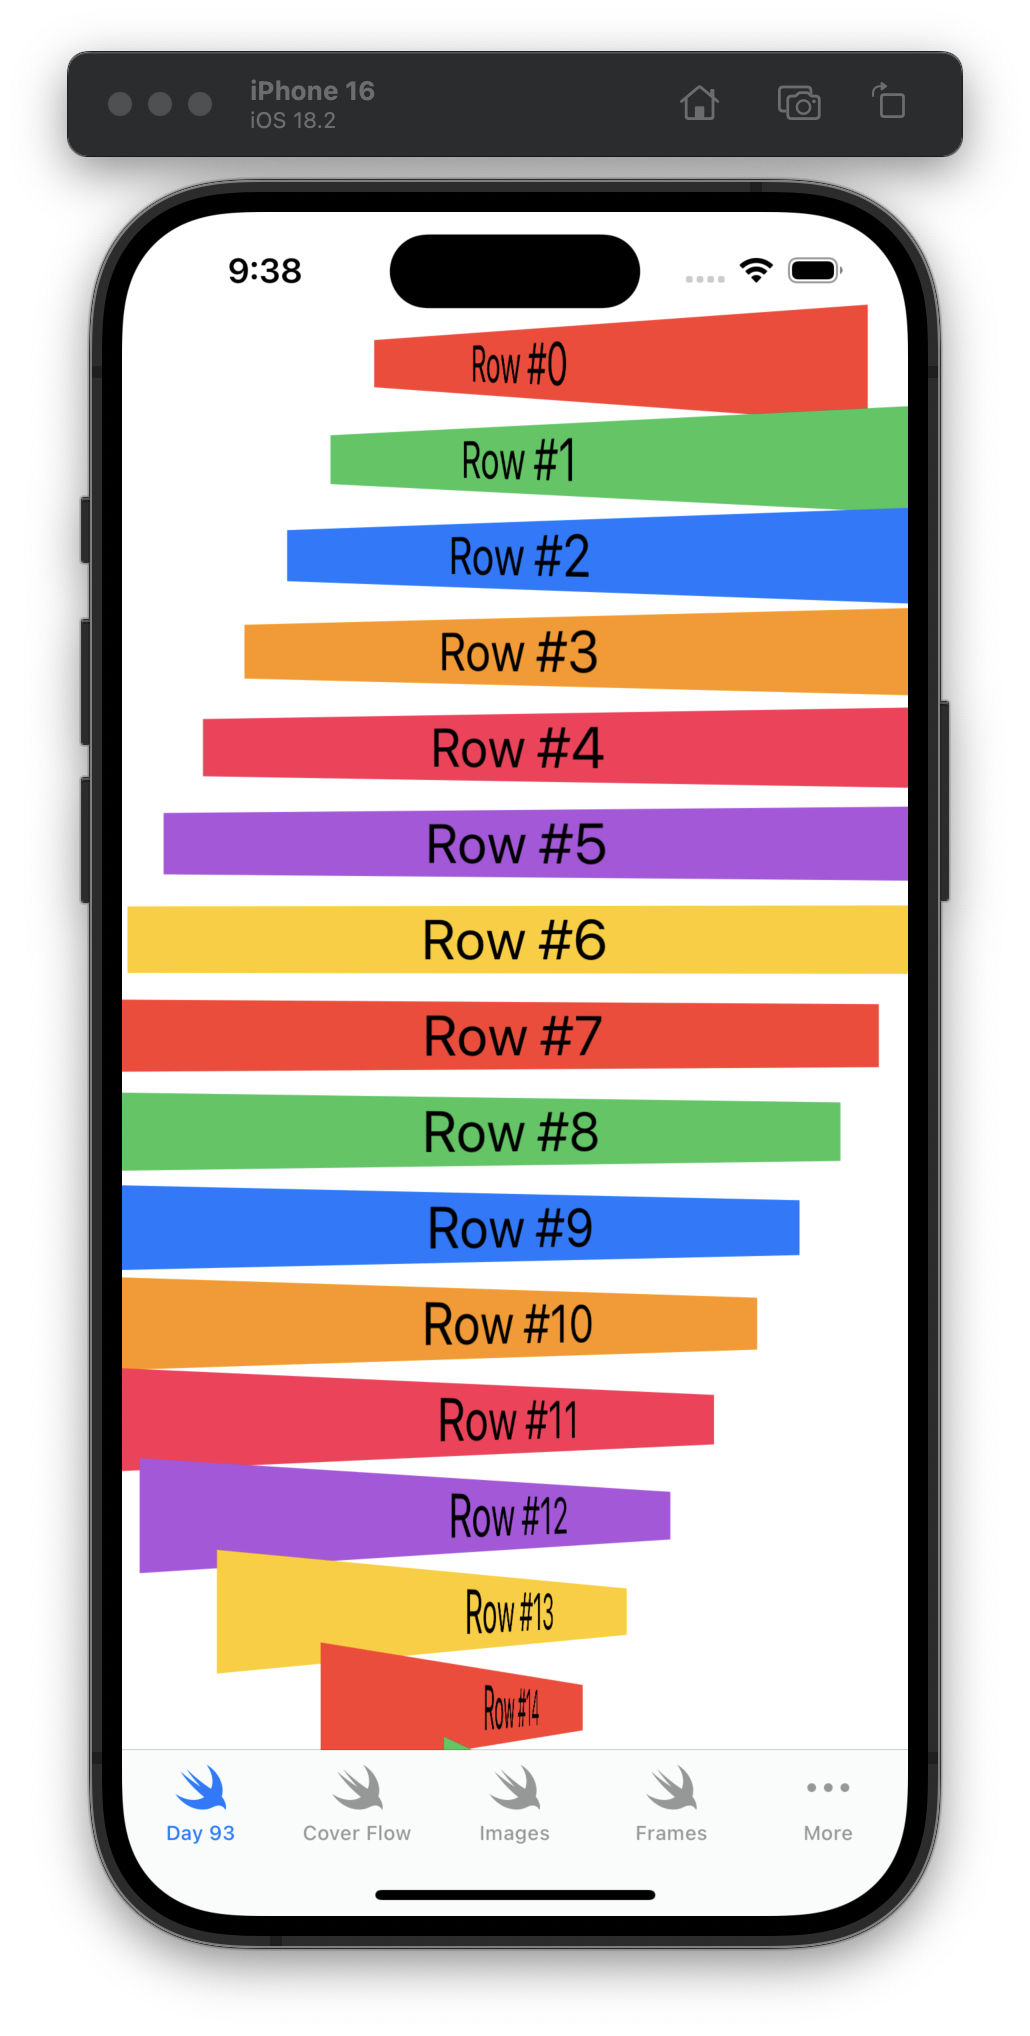 iPhone 16
iOS 18.2
9:38
Row #0
Row #1
Row #2
Row #3
Row #4
Row #5
Row #6
Row #7
Row #8
Row #9
Row #10
Row #11
Row #12
Row #13
Row #14
Day 93
Cover Flow
Images
Frames
More